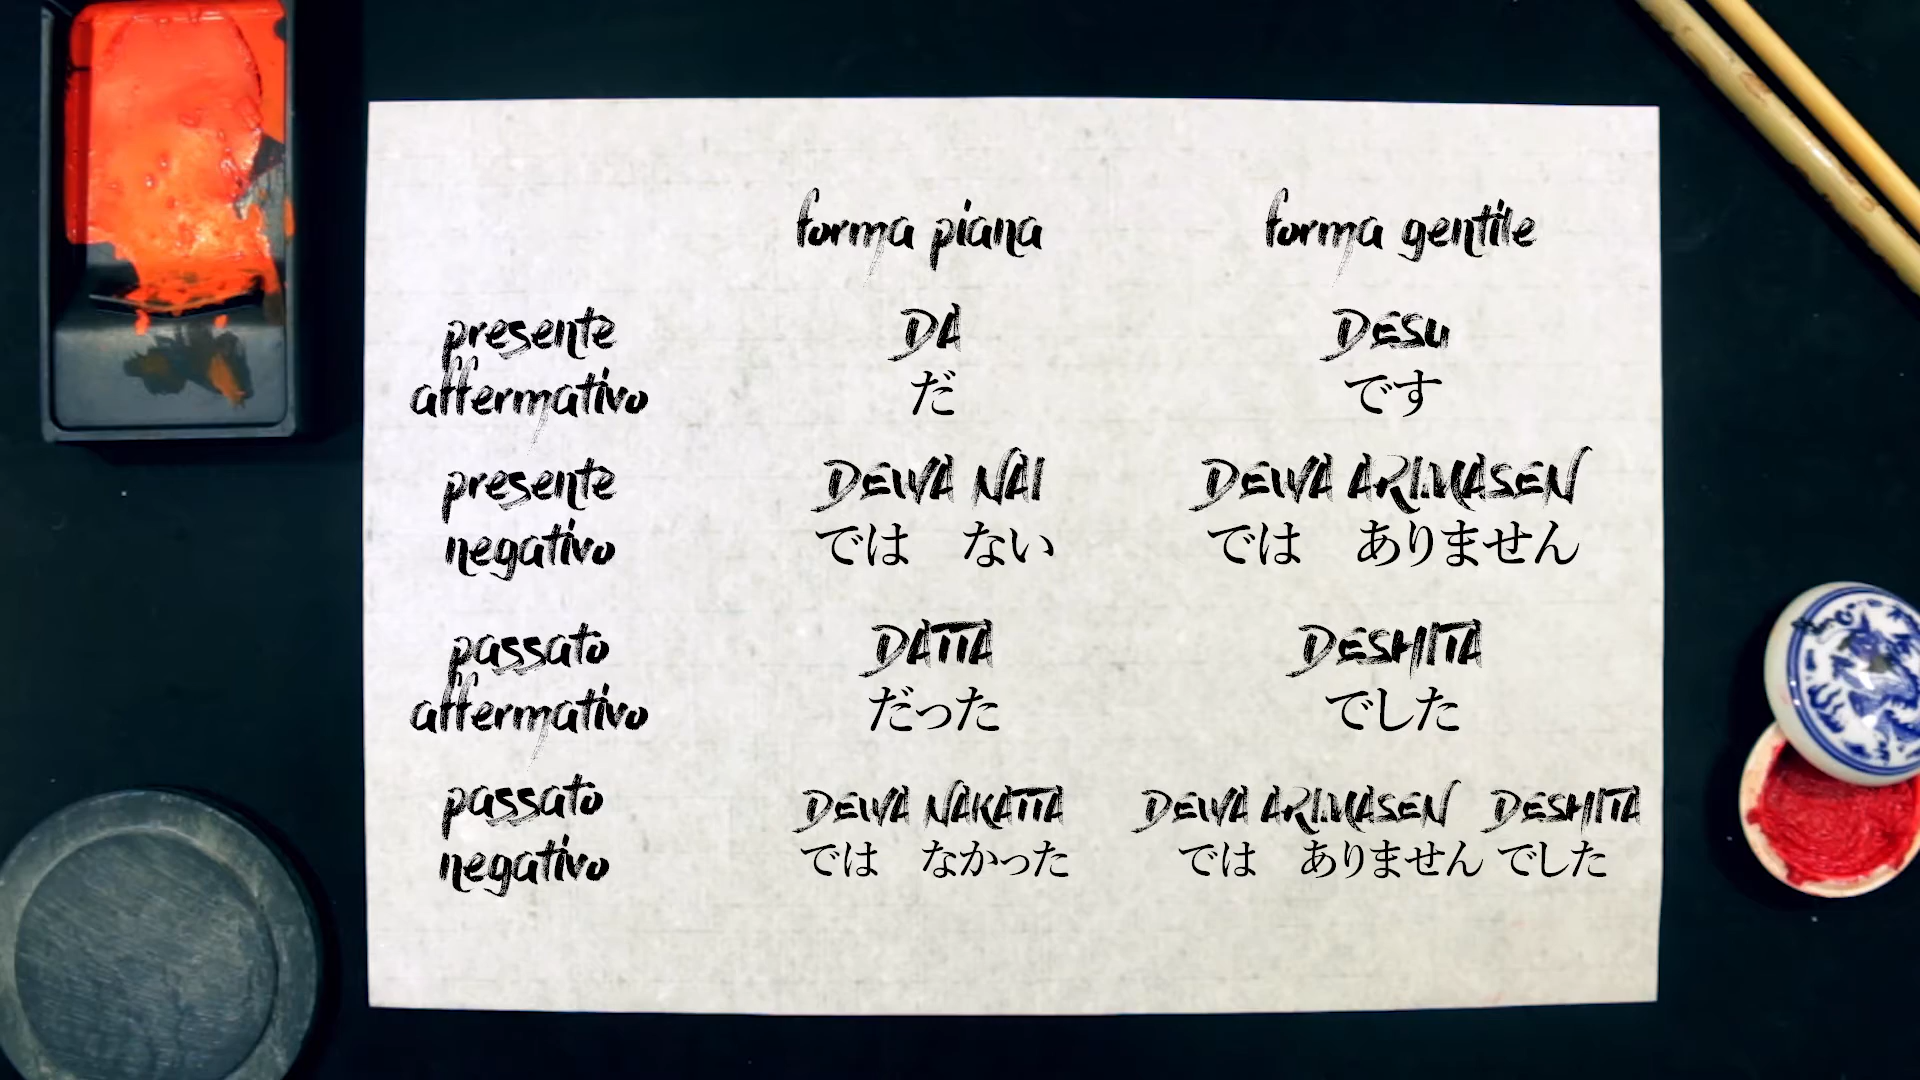 forma piana forma gentile
presente DA DESU
affermativo だ です
presente DEWA NAI DEWA ARIMASEN
negativo では　ない では　ありません
passato DATTA DESHITA
affermativo だった でした
passato DEWA NAKATTA DEWA ARIMASEN DESHITA
negativo では　なかった では　ありません でした